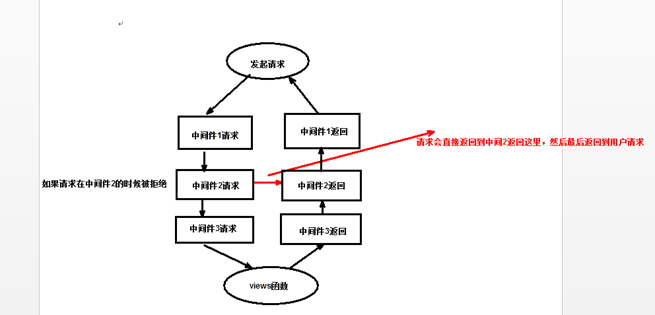 发起请求
中间件1请求
中间件1返回
请求会直接返回到中间2返回这里，然后最后返回到用户请求
如果请求在中间件2的时候被拒绝
中间件2请求
中间件2返回
中间件3请求
中间件3返回
views函数